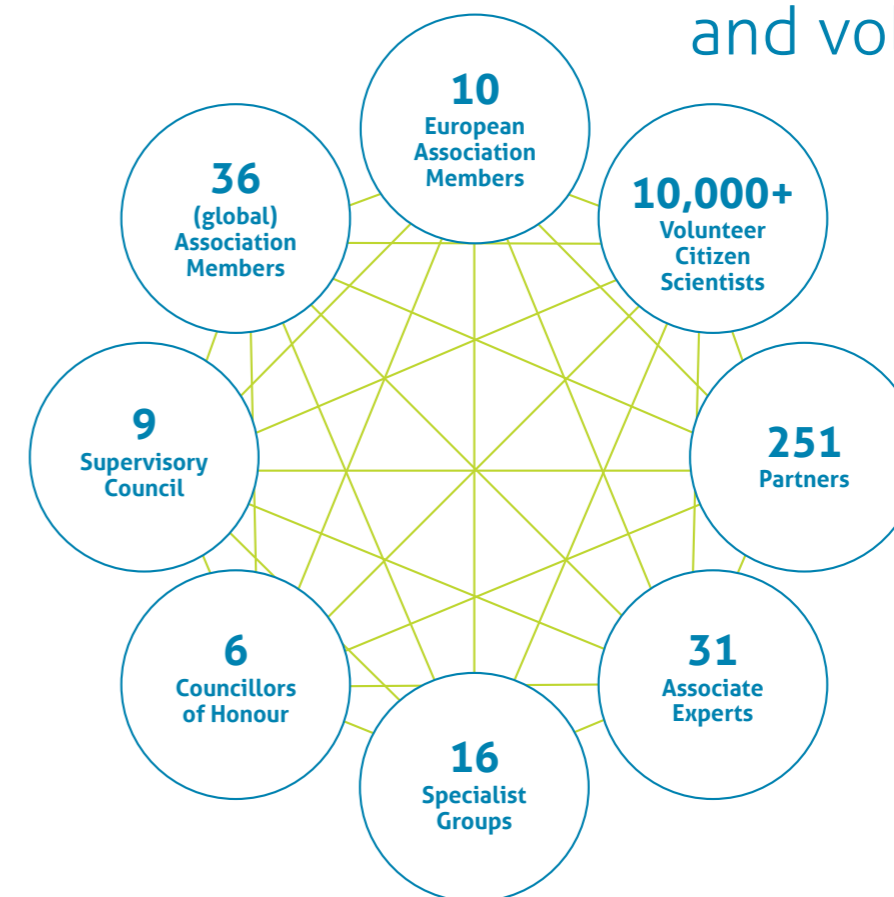 and vo
10
European
Association
Members
36
(global)
Association
Members
10,000+
Volunteer
Citizen
Scientists
9
Supervisory
Council
251
Partners
6
Councillors
of Honour
31
Associate
Experts
16
Specialist
Groups